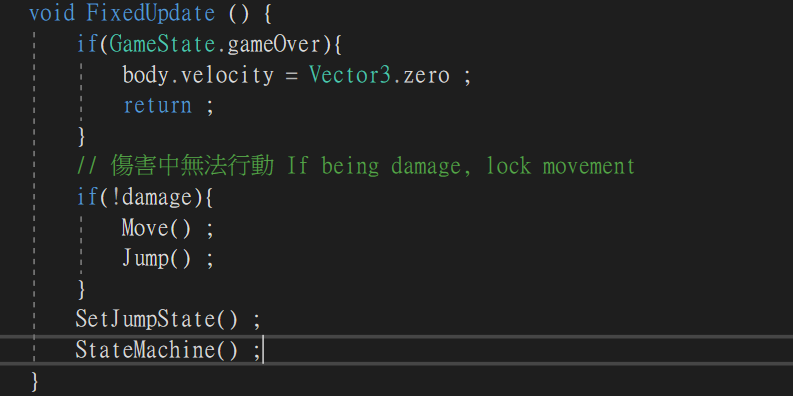 void FixedUpdate () {
if(GameState.gameOver){
body.velocity = Vector3.zero ;
return ;
}
// 傷害中無法行動 If being damage, lock movement
if(!damage){
Move() ;
Jump() ;
}
SetJumpState() ;
StateMachine() ;
}